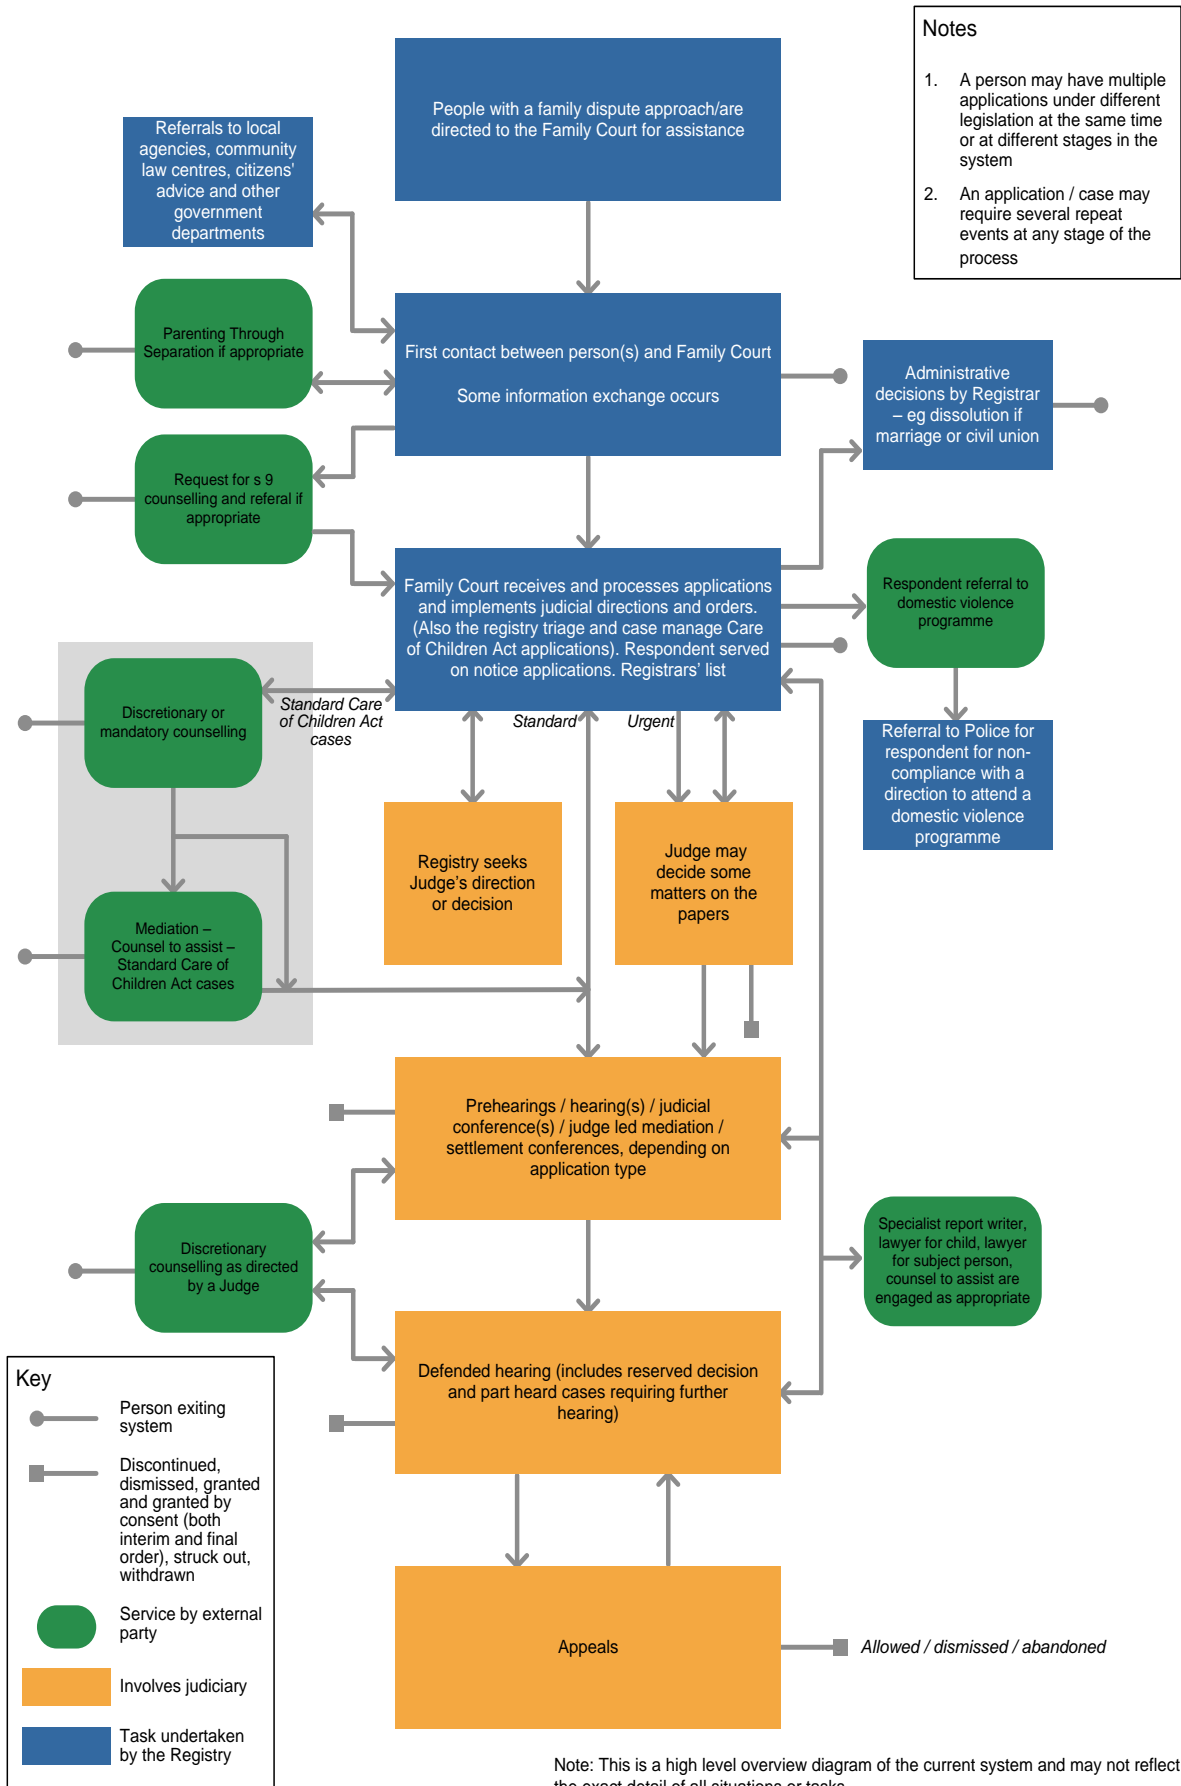 Notes
1. A person may have multiple
applications under different
legislation at the same time
or at different stages in the
system
2. An application / case may
require several repeat
events at any stage of the
process
People with a family dispute approach/are
directed to the Family Court for assistance
Referrals to local
agencies, community
law centres, citizens'
advice and other
government
departments
Parenting Through
Separation if appropriate
First contact between person(s) and Family Court
Some information exchange occurs
Administrative
decisions by Registrar
– eg dissolution if
marriage or civil union
Request for s 9
counselling and referal if
appropriate
Family Court receives and processes applications
and implements judicial directions and orders.
(Also the registry triage and case manage Care
of Children Act applications). Respondent served
on notice applications. Registrars' list
Respondent referral to
domestic violence
programme
Discretionary or
mandatory counselling
Standard Care
of Children Act
cases
Standard
Urgent
Referral to Police for
respondent for non-
compliance with a
direction to attend a
domestic violence
programme
Registry seeks
Judge's direction
or decision
Judge may
decide some
matters on the
papers
Mediation –
Counsel to assist –
Standard Care of
Children Act cases
Prehearings / hearing(s) / judicial
conference(s) / judge led mediation /
settlement conferences, depending on
application type
Discretionary
counselling as directed
by a Judge
Specialist report writer,
lawyer for child, lawyer
for subject person,
counsel to assist are
engaged as appropriate
Defended hearing (includes reserved decision
and part heard cases requiring further
hearing)
Key
Person exiting
system
Discontinued,
dismissed, granted
and granted by
consent (both
interim and final
order), struck out,
withdrawn
Service by external
party
Involves judiciary
Task undertaken
by the Registry
Appeals
Allowed / dismissed / abandoned
Note: This is a high level overview diagram of the current system and may not reflect
the exact detail of all situations or tasks